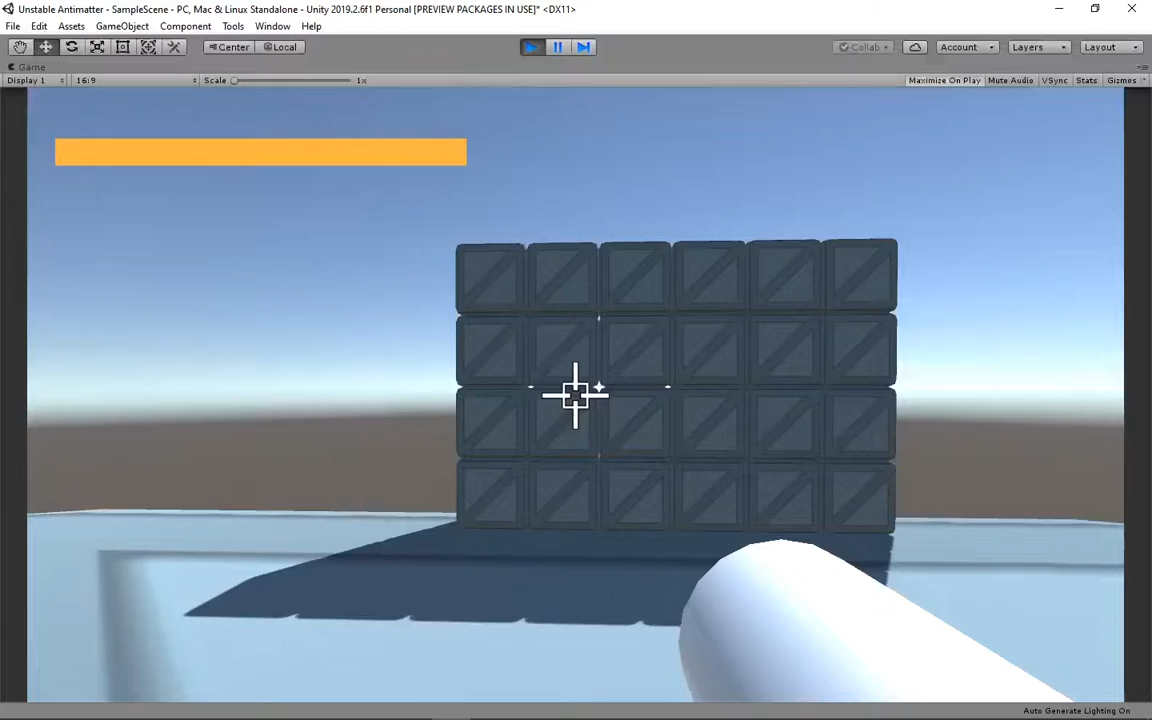 Unstable Antimatter - SampleScene - PC, Mac & Linux Standalone - Unity 2019.2.6f1 Personal [PREVIEW PACKAGES IN USE]* <DX11>
File Edit Assets GameObject Component Tools Window Help
Center Local Collab Account Layers Layout
Game
Display 1 16:9 Scale 1x Maximize On Play Mute Audio VSync Stats Gizmos
Auto Generate Lighting On